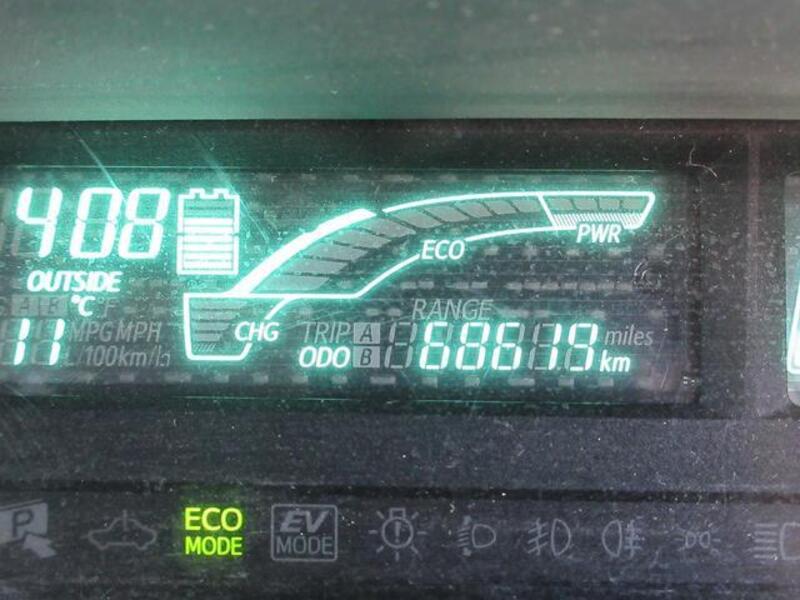 408
OUTSIDE
°C °F
11 MPG MPH
/100km/h
CHG
ECO
PWR
RANGE
TRIP A miles
ODO B 68619 km
P
ECO MODE
EV MODE